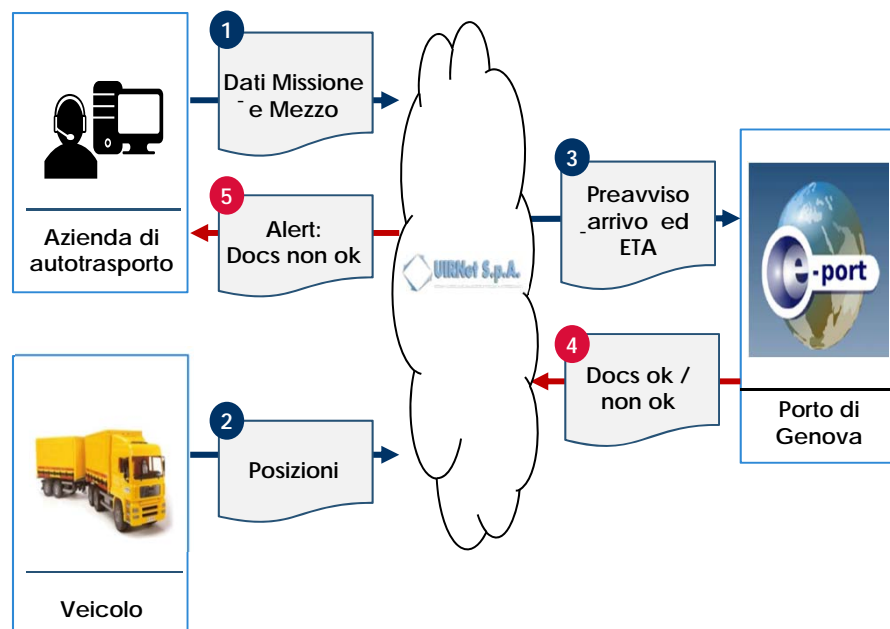 1
Dati Missione
e Mezzo
5
Alert:
Docs non ok
Azienda di
autotrasporto
UIRNet S.p.A.
3
Preavviso
arrivo ed
ETA
e-port
4
Docs ok /
non ok
Porto di
Genova
2
Posizioni
Veicolo